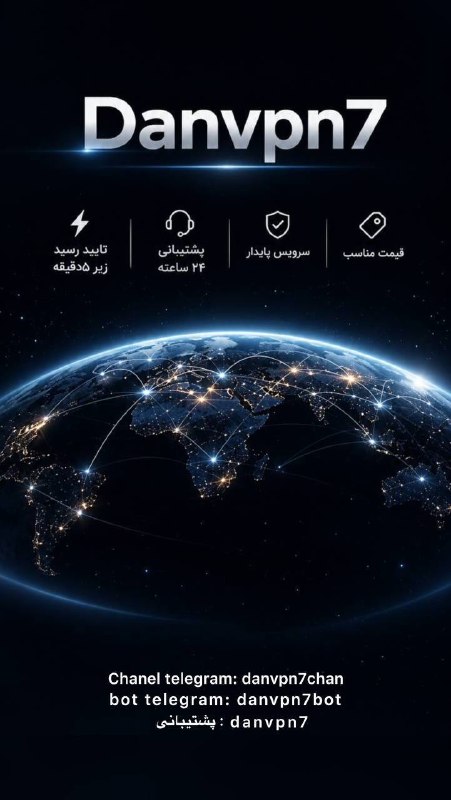 Danvpn7
قیمت مناسب
سرویس پایدار
پشتیبانی
۲۴ ساعته
تایید رسید
زیر ۵دقیقه
Chanel telegram: danvpn7chan
bot telegram: danvpn7bot
پشتیبانی : danvpn7